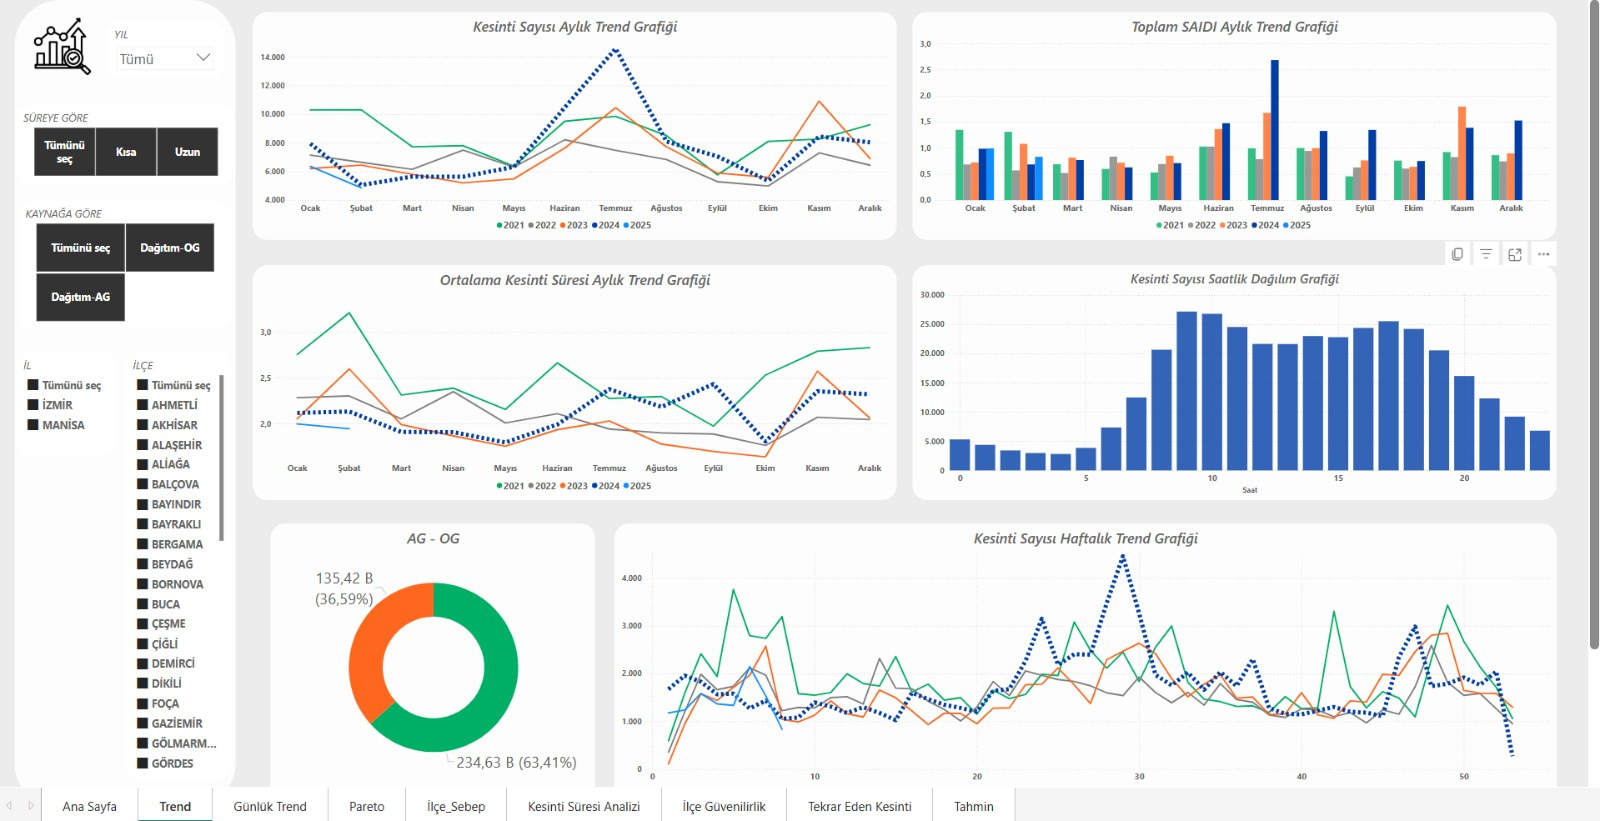 YIL
Tümü
SÜREYE GÖRE
Tümünü seç
Kısa
Uzun
KAYNAĞA GÖRE
Tümünü seç
Dağıtım-OG
Dağıtım-AG
İL
Tümünü seç
İZMİR
MANİSA
İLÇE
Tümünü seç
AHMETLİ
AKHİSAR
ALAŞEHİR
ALİAĞA
BALÇOVA
BAYINDIR
BAYRAKLI
BERGAMA
BEYDAĞ
BORNOVA
BUCA
ÇEŞME
ÇİĞLİ
DEMİRCİ
DİKİLİ
FOÇA
GAZİEMİR
GÖLMARM...
GÖRDES
Kesinti Sayısı Aylık Trend Grafiği
14.000
12.000
10.000
8.000
6.000
4.000
Ocak Şubat Mart Nisan Mayıs Haziran Temmuz Ağustos Eylül Ekim Kasım Aralık
2021 2022 2023 2024 2025
Toplam SAIDI Aylık Trend Grafiği
3,0
2,5
2,0
1,5
1,0
0,5
0,0
Ocak Şubat Mart Nisan Mayıs Haziran Temmuz Ağustos Eylül Ekim Kasım Aralık
2021 2022 2023 2024 2025
Ortalama Kesinti Süresi Aylık Trend Grafiği
3,0
2,5
2,0
Ocak Şubat Mart Nisan Mayıs Haziran Temmuz Ağustos Eylül Ekim Kasım Aralık
2021 2022 2023 2024 2025
Kesinti Sayısı Saatlik Dağılım Grafiği
30.000
25.000
20.000
15.000
10.000
5.000
0
0 5 10 15 20
Saat
AG - OG
135,42 B
(36,59%)
234,63 B (63,41%)
Kesinti Sayısı Haftalık Trend Grafiği
4.000
3.000
2.000
1.000
0
0 10 20 30 40 50
Ana Sayfa
Trend
Günlük Trend
Pareto
İlçe_Sebep
Kesinti Süresi Analizi
İlçe Güvenilirlik
Tekrar Eden Kesinti
Tahmin